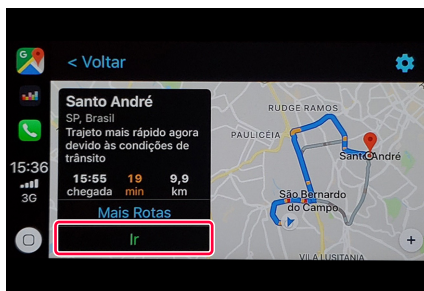 < Voltar
Santo André
SP, Brasil
Trajeto mais rápido agora
devido às condições de
trânsito
15:55 19 9,9
chegada min km
Mais Rotas
Ir
15:36
3G
RUDGE RAMOS
PAULICÉIA
Santo André
São Bernardo
do Campo
VILA LUSITANIA
G
+